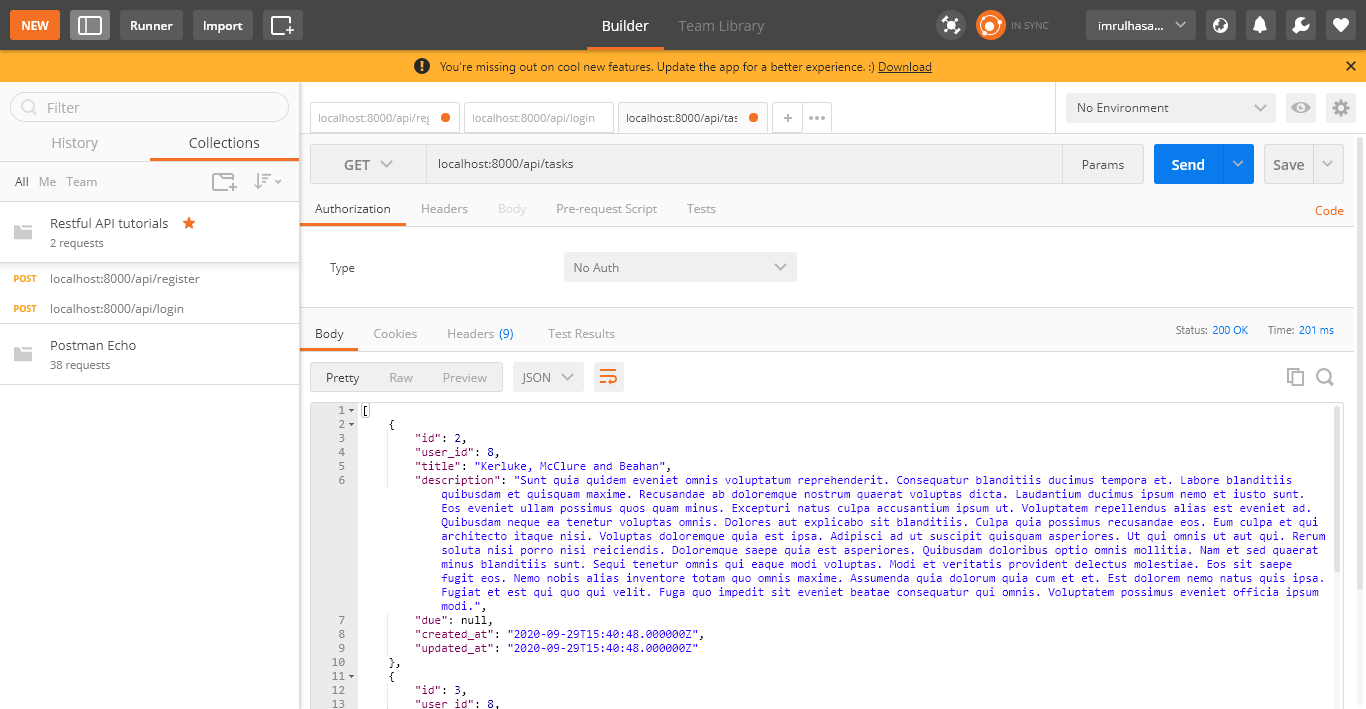 NEW Runner Import Builder Team Library IN SYNC imrulhasa...
You're missing out on cool new features. Update the app for a better experience. :) Download
Filter
History Collections
All Me Team
Restful API tutorials
2 requests
POST localhost:8000/api/register
POST localhost:8000/api/login
Postman Echo
38 requests
localhost:8000/api/reg localhost:8000/api/login localhost:8000/api/tas + ••• No Environment
GET localhost:8000/api/tasks Params Send Save
Authorization Headers Body Pre-request Script Tests Code
Type No Auth
Body Cookies Headers (9) Test Results Status: 200 OK Time: 201 ms
Pretty Raw Preview JSON
1 [
2 {
3 "id": 2,
4 "user_id": 8,
5 "title": "Kerluke, McClure and Beahan",
6 "description": "Sunt quia quidem eveniet omnis voluptatum reprehenderit. Consequatur blanditiis ducimus tempora et. Labore blanditiis
quibusdam et quisquam maxime. Recusandae ab doloremque nostrum quaerat voluptas dicta. Laudantium ducimus ipsum nemo et iusto sunt.
Eos eveniet ullam possimus quos quam minus. Excepturi natus culpa accusantium ipsum ut. Voluptatem repellendus alias est eveniet ad.
Quibusdam neque ea tenetur voluptas omnis. Dolores aut explicabo sit blanditiis. Culpa quia possimus recusandae eos. Eum culpa et qui
architecto itaque nisi. Voluptas doloremque quia est ipsa. Adipisci ad ut suscipit quisquam asperiores. Ut qui omnis ut aut qui. Rerum
soluta nisi porro nisi reiciendis. Doloremque saepe quia est asperiores. Quibusdam doloribus optio omnis mollitia. Nam et sed quaerat
minus blanditiis sunt. Sequi tenetur omnis qui eaque modi voluptas. Modi et veritatis provident delectus molestiae. Eos sit saepe
fugit eos. Nemo nobis alias inventore totam quo omnis maxime. Assumenda quia dolorum quia cum et et. Est dolorem nemo natus quis ipsa.
Fugiat et est qui quo qui velit. Fuga quo impedit sit eveniet beatae consequatur qui omnis. Voluptatem possimus eveniet officia ipsum
modi.",
7 "due": null,
8 "created_at": "2020-09-29T15:40:48.000000Z",
9 "updated_at": "2020-09-29T15:40:48.000000Z"
10 },
11 {
12 "id": 3,
13 "user_id": 8,